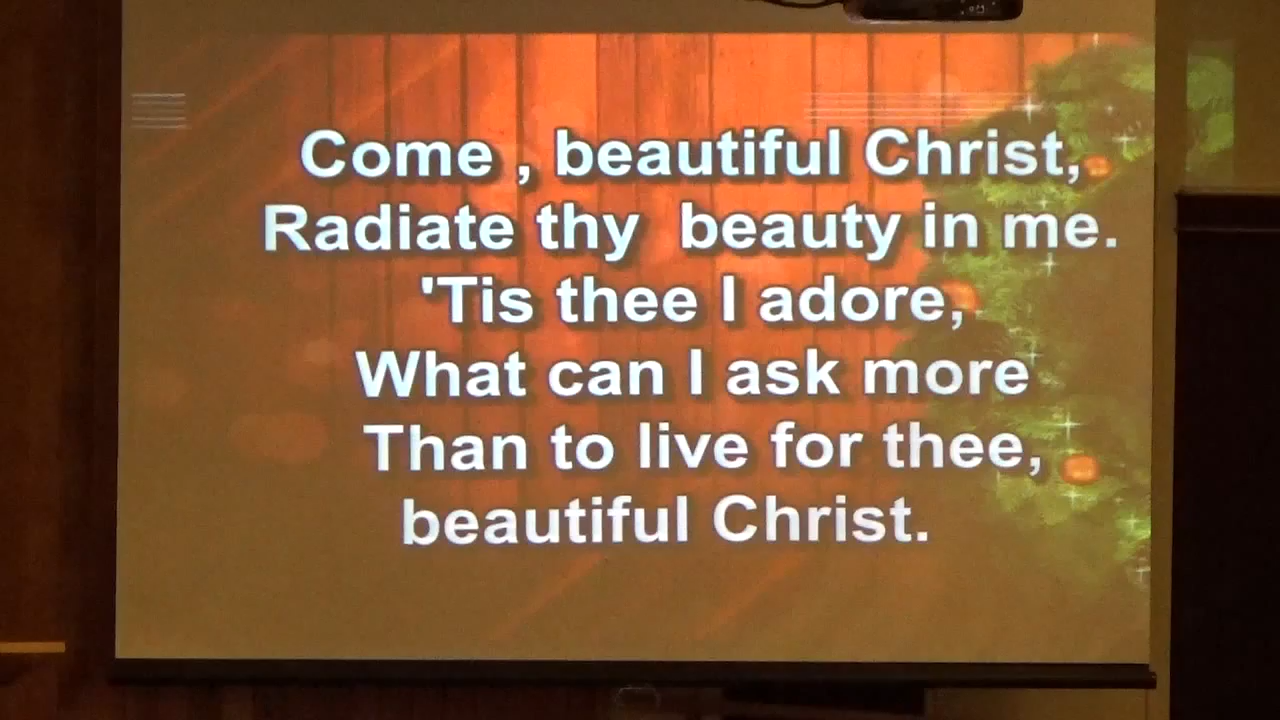 Come , beautiful Christ,
Radiate thy beauty in me.
'Tis thee I adore,
What can I ask more
Than to live for thee,
beautiful Christ.